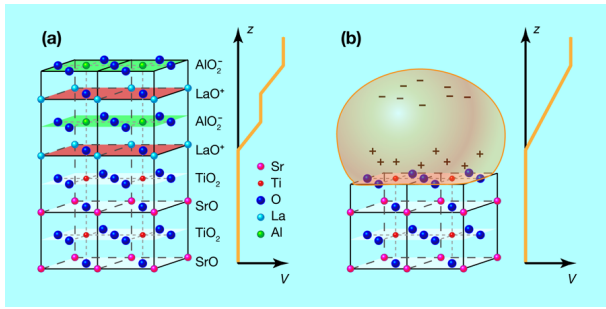 (a)
z
AlO₂⁻
LaO⁺
AlO₂⁻
LaO⁺
TiO₂
SrO
TiO₂
SrO
Sr
Ti
O
La
Al
V
(b)
z
V